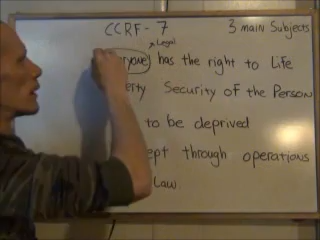 CCRF - 7 3 main Subjects
Legal
eryone has the right to Life
erty Security of the Person
to be deprived
ept through operations
Law.